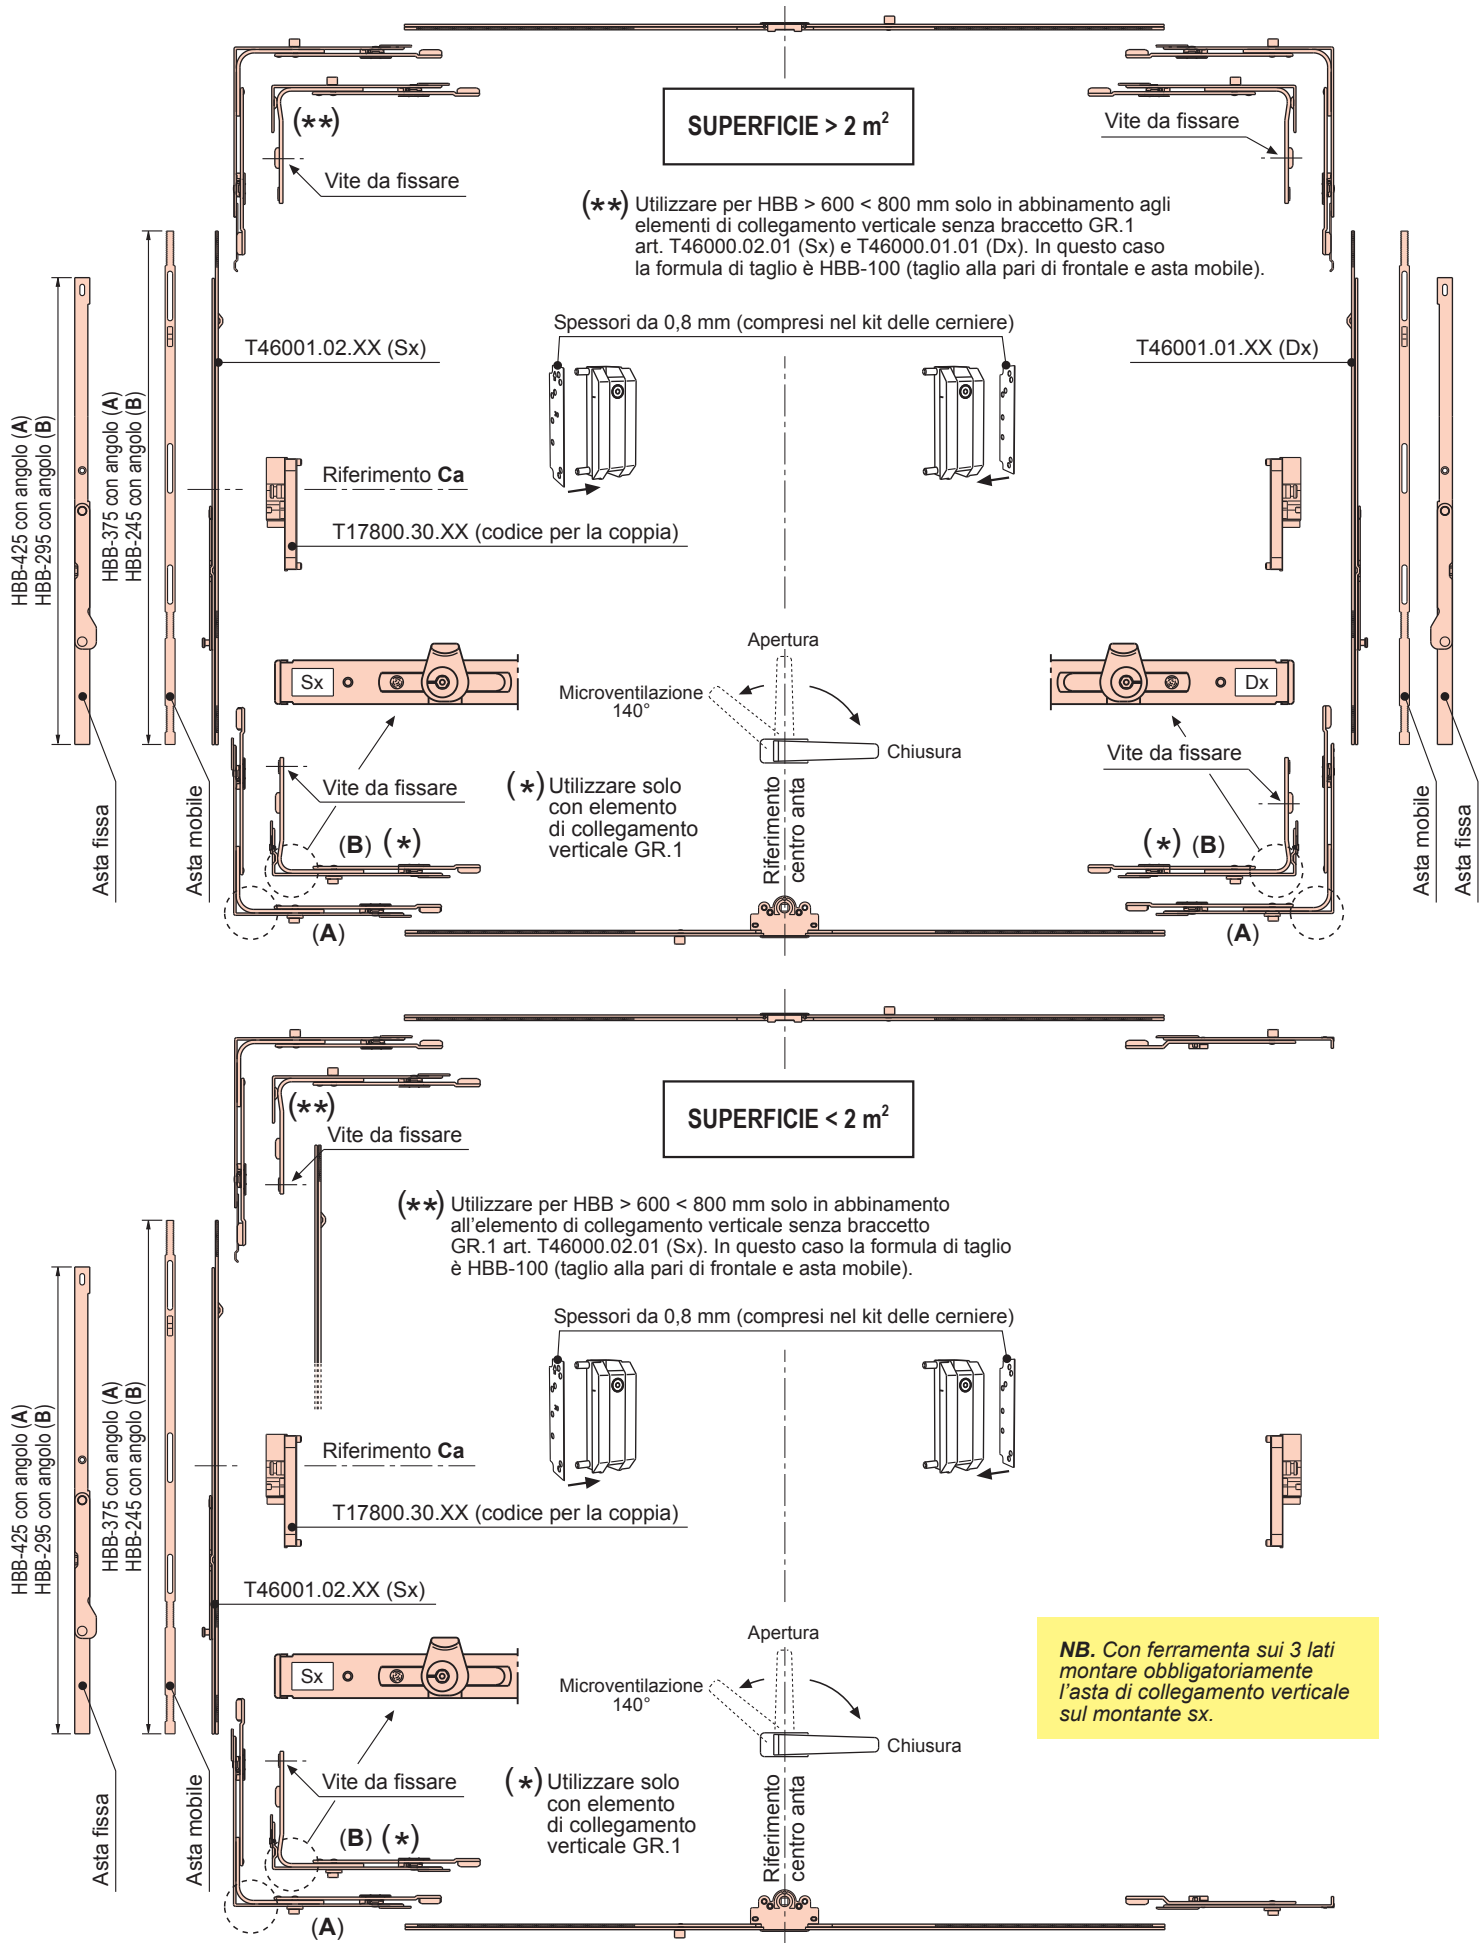 SUPERFICIE > 2 m²
(**)
Vite da fissare
Vite da fissare
(**) Utilizzare per HBB > 600 < 800 mm solo in abbinamento agli
elementi di collegamento verticale senza braccetto GR.1
art. T46000.02.01 (Sx) e T46000.01.01 (Dx). In questo caso
la formula di taglio è HBB-100 (taglio alla pari di frontale e asta mobile).
Spessori da 0,8 mm (compresi nel kit delle cerniere)
T46001.02.XX (Sx)
T46001.01.XX (Dx)
HBB-425 con angolo (A)
HBB-295 con angolo (B)
HBB-375 con angolo (A)
HBB-245 con angolo (B)
Riferimento Ca
T17800.30.XX (codice per la coppia)
Apertura
Sx
Dx
Microventilazione
140°
Chiusura
Vite da fissare
Vite da fissare
(*) Utilizzare solo
con elemento
di collegamento
verticale GR.1
Riferimento
centro anta
Asta fissa
Asta mobile
(B) (*)
(*) (B)
Asta mobile
Asta fissa
(A)
(A)
SUPERFICIE < 2 m²
(**)
Vite da fissare
(**) Utilizzare per HBB > 600 < 800 mm solo in abbinamento
all'elemento di collegamento verticale senza braccetto
GR.1 art. T46000.02.01 (Sx). In questo caso la formula di taglio
è HBB-100 (taglio alla pari di frontale e asta mobile).
Spessori da 0,8 mm (compresi nel kit delle cerniere)
HBB-425 con angolo (A)
HBB-295 con angolo (B)
HBB-375 con angolo (A)
HBB-245 con angolo (B)
Riferimento Ca
T17800.30.XX (codice per la coppia)
T46001.02.XX (Sx)
Apertura
Sx
Microventilazione
140°
Chiusura
NB. Con ferramenta sui 3 lati
montare obbligatoriamente
l'asta di collegamento verticale
sul montante sx.
Vite da fissare
(*) Utilizzare solo
con elemento
di collegamento
verticale GR.1
Riferimento
centro anta
Asta fissa
Asta mobile
(B) (*)
(A)